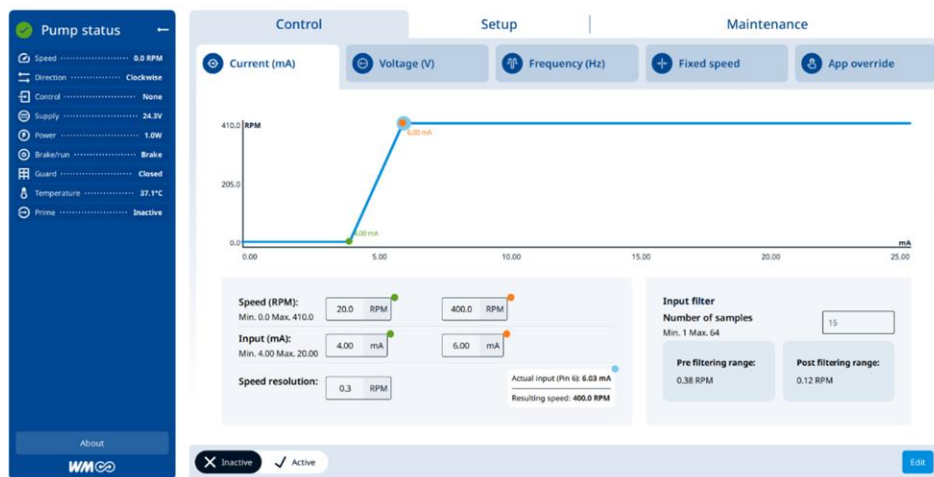 Pump status
Speed 0.0 RPM
Direction Clockwise
Control None
Supply 24.3V
Power 1.0W
Brake/run Brake
Guard Closed
Temperature 37.1°C
Prime Inactive
About
WM
Control Setup Maintenance
Current (mA) Voltage (V) Frequency (Hz) Fixed speed App override
410.0 RPM
6.00 mA
205.0
4.00 mA
0.0 mA
0.00 5.00 10.00 15.00 20.00 25.00
Speed (RPM):
Min. 0.0 Max. 410.0
20.0 RPM 400.0 RPM
Input (mA):
Min. 4.00 Max. 20.00
4.00 mA 6.00 mA
Speed resolution:
0.3 RPM
Actual input (Pin 6): 6.03 mA
Resulting speed: 400.0 RPM
Input filter
Number of samples
Min. 1 Max. 64
15
Pre filtering range:
0.38 RPM
Post filtering range:
0.12 RPM
Inactive Active
Edit